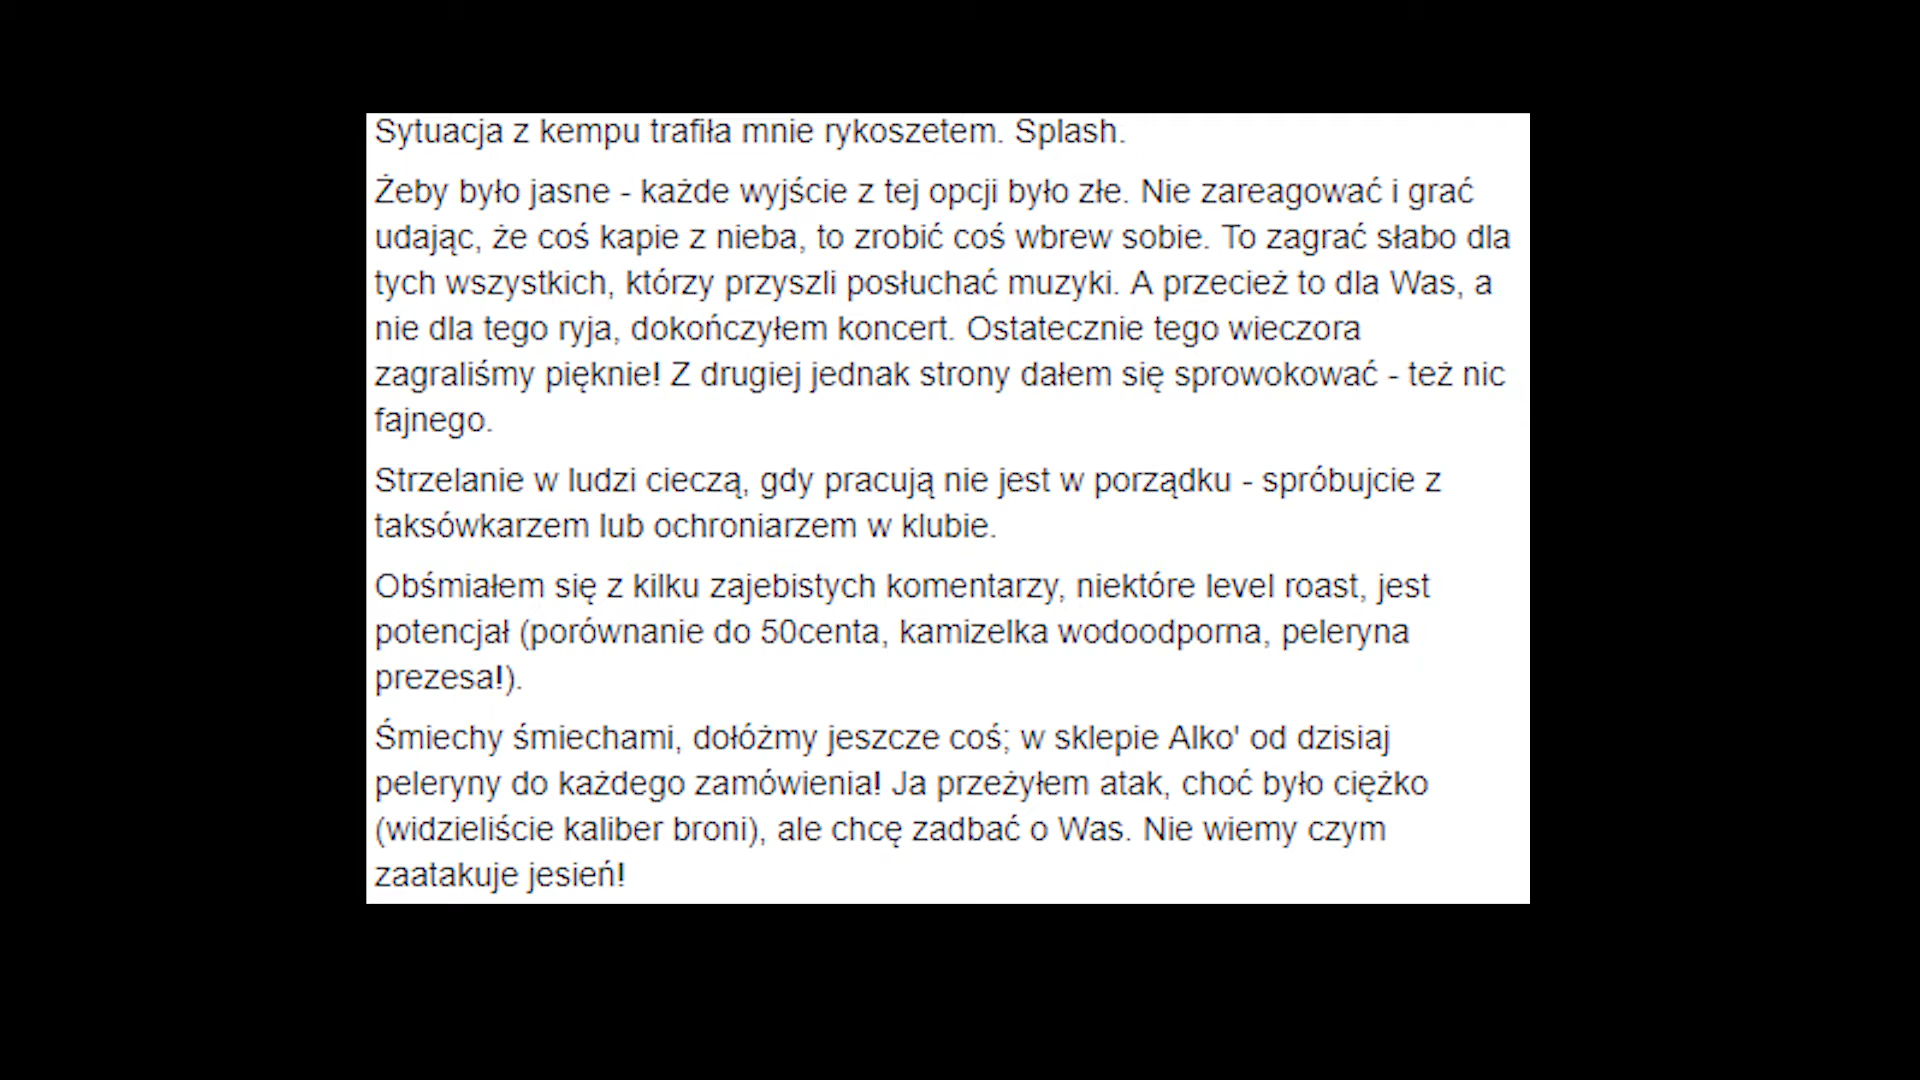 Sytuacja z kempu trafiła mnie rykoszetem. Splash.
Żeby było jasne - każde wyjście z tej opcji było złe. Nie zareagować i grać
udając, że coś kapie z nieba, to zrobić coś wbrew sobie. To zagrać słabo dla
tych wszystkich, którzy przyszli posłuchać muzyki. A przecież to dla Was, a
nie dla tego ryja, dokończyłem koncert. Ostatecznie tego wieczora
zagraliśmy pięknie! Z drugiej jednak strony dałem się sprowokować - też nic
fajnego.
Strzelanie w ludzi cieczą, gdy pracują nie jest w porządku - spróbujcie z
taksówkarzem lub ochroniarzem w klubie.
Obśmiałem się z kilku zajebistych komentarzy, niektóre level roast, jest
potencjał (porównanie do 50centa, kamizelka wodoodporna, peleryna
prezesa!).
Śmiechy śmiechami, dołóżmy jeszcze coś; w sklepie Alko' od dzisiaj
peleryny do każdego zamówienia! Ja przeżyłem atak, choć było ciężko
(widzieliście kaliber broni), ale chcę zadbać o Was. Nie wiemy czym
zaatakuje jesień!